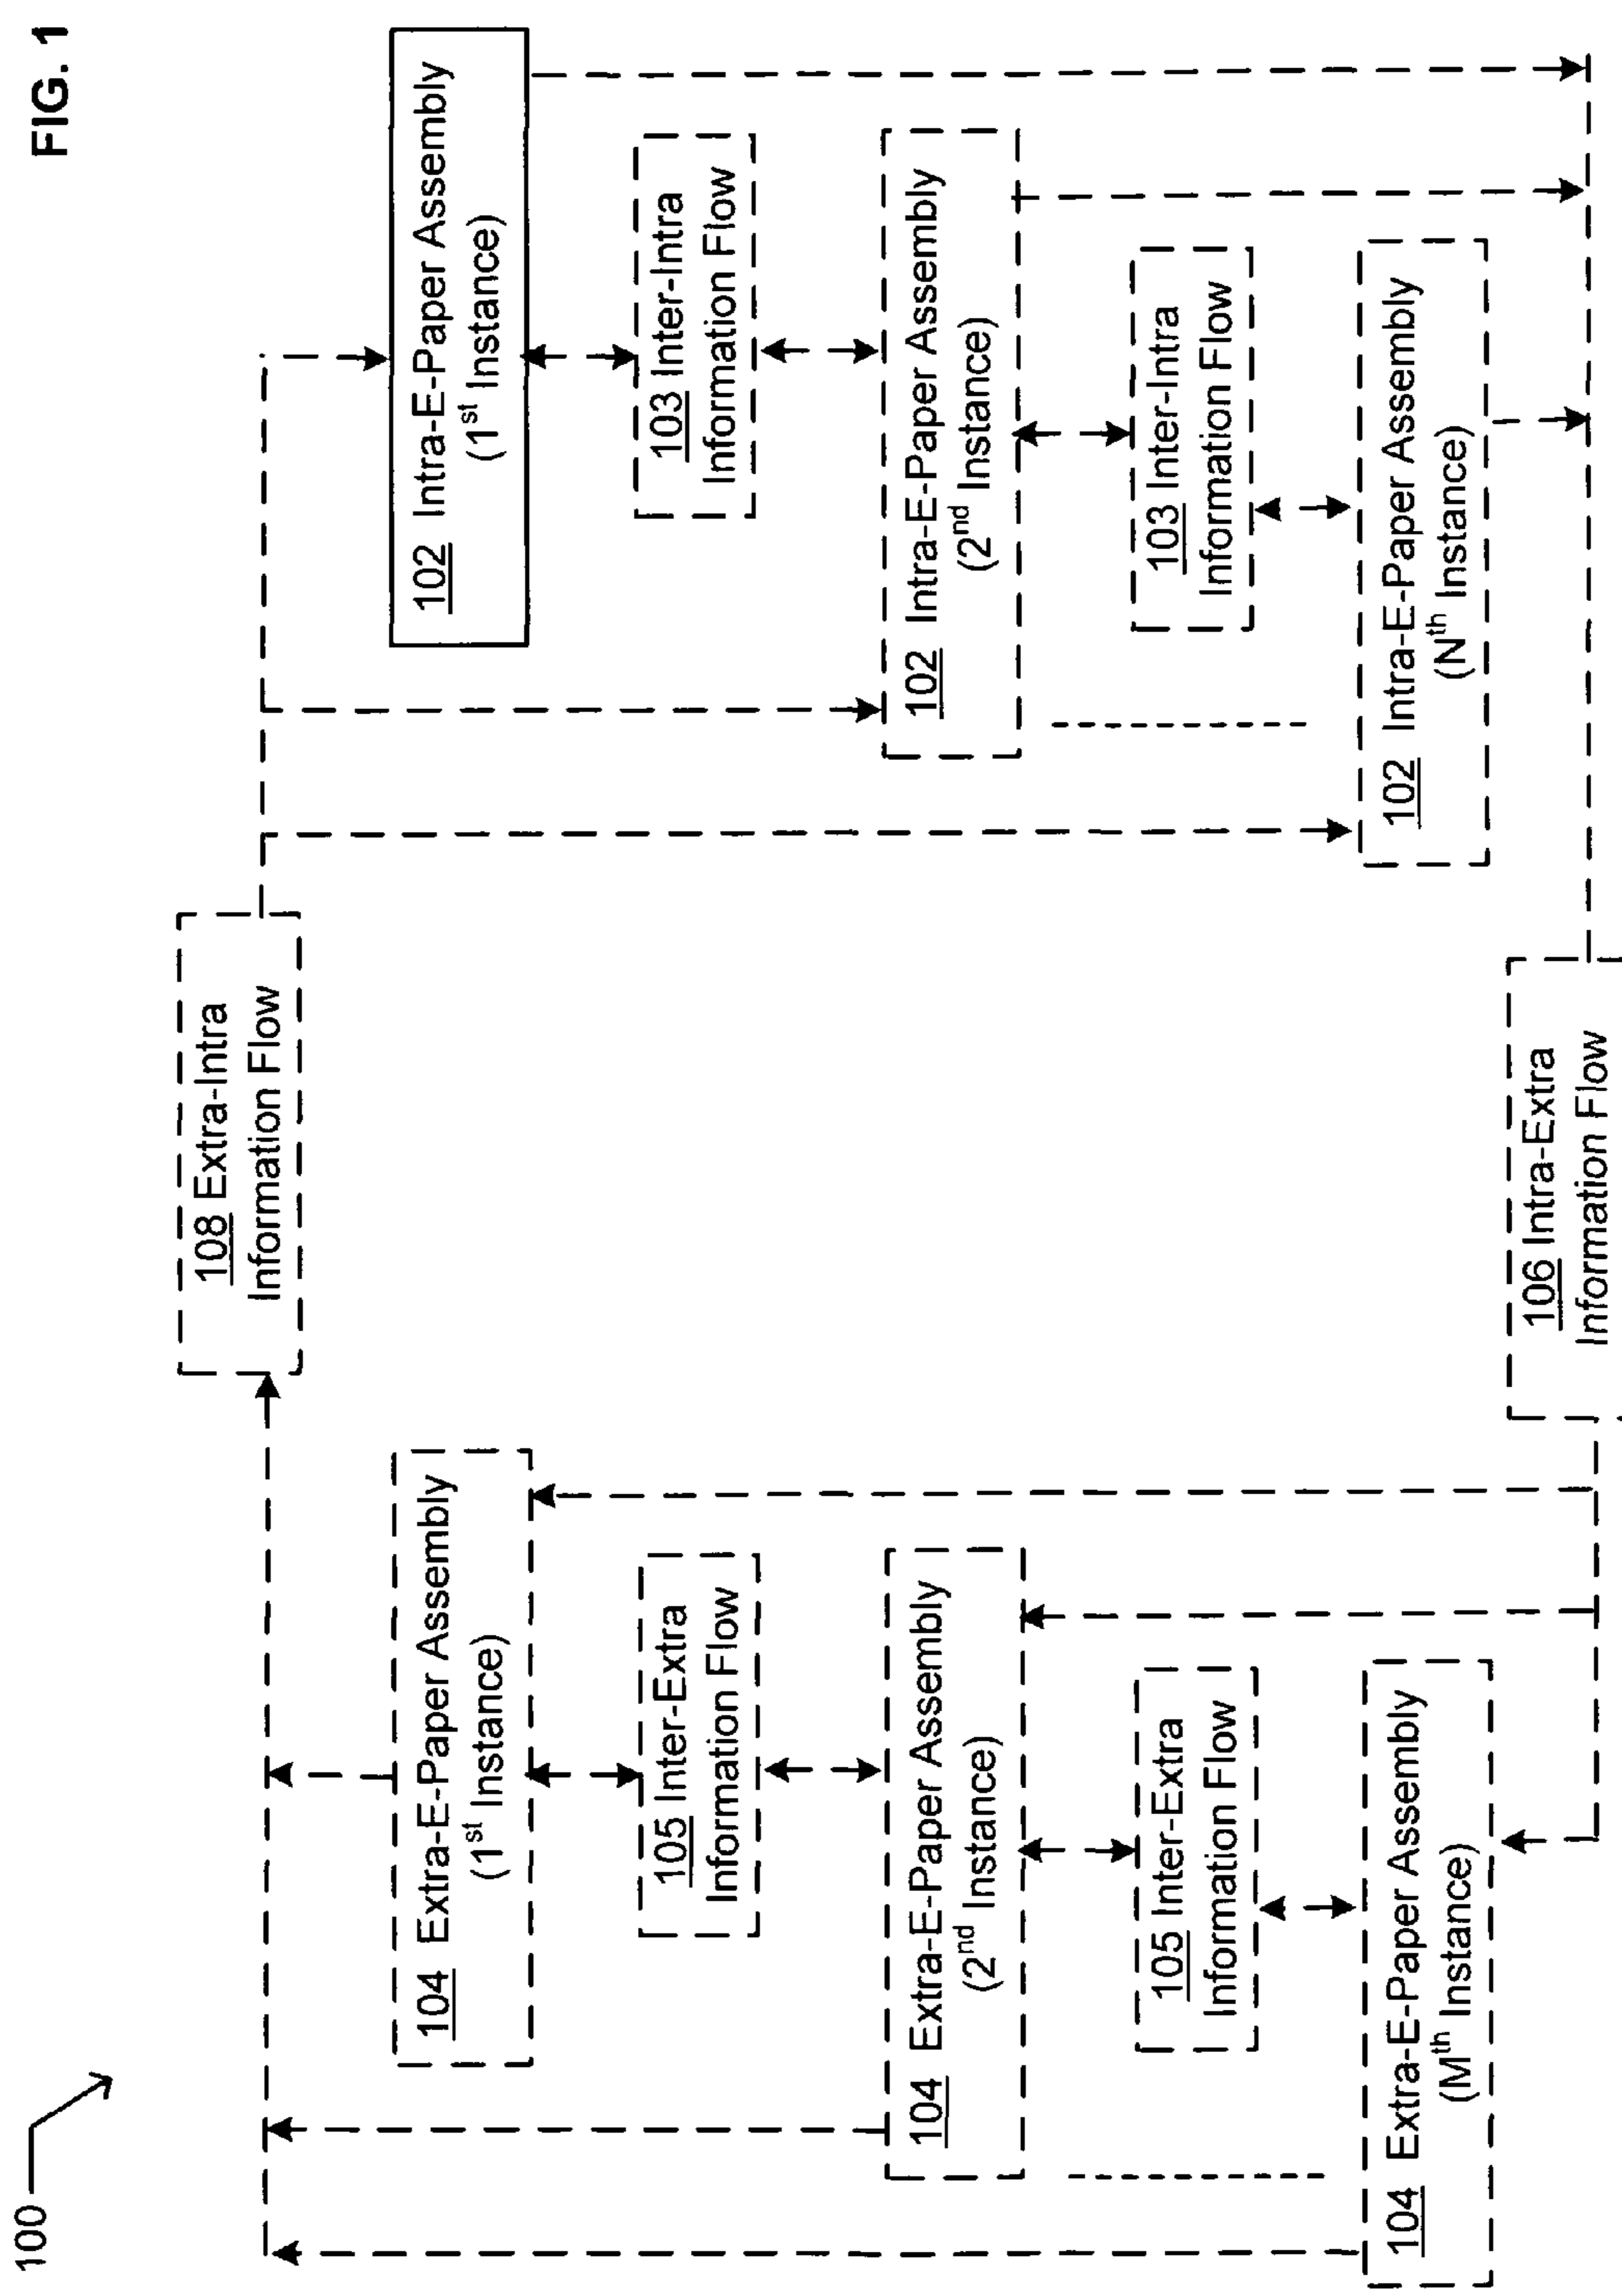 FIG. 1
100
108 Extra-Intra
Information Flow
104 Extra-E-Paper Assembly
(1st Instance)
102 Intra-E-Paper Assembly
(1st Instance)
105 Inter-Extra
Information Flow
103 Inter-Intra
Information Flow
104 Extra-E-Paper Assembly
(2nd Instance)
102 Intra-E-Paper Assembly
(2nd Instance)
105 Inter-Extra
Information Flow
103 Inter-Intra
Information Flow
104 Extra-E-Paper Assembly
(Mth Instance)
102 Intra-E-Paper Assembly
(Nth Instance)
106 Intra-Extra
Information Flow